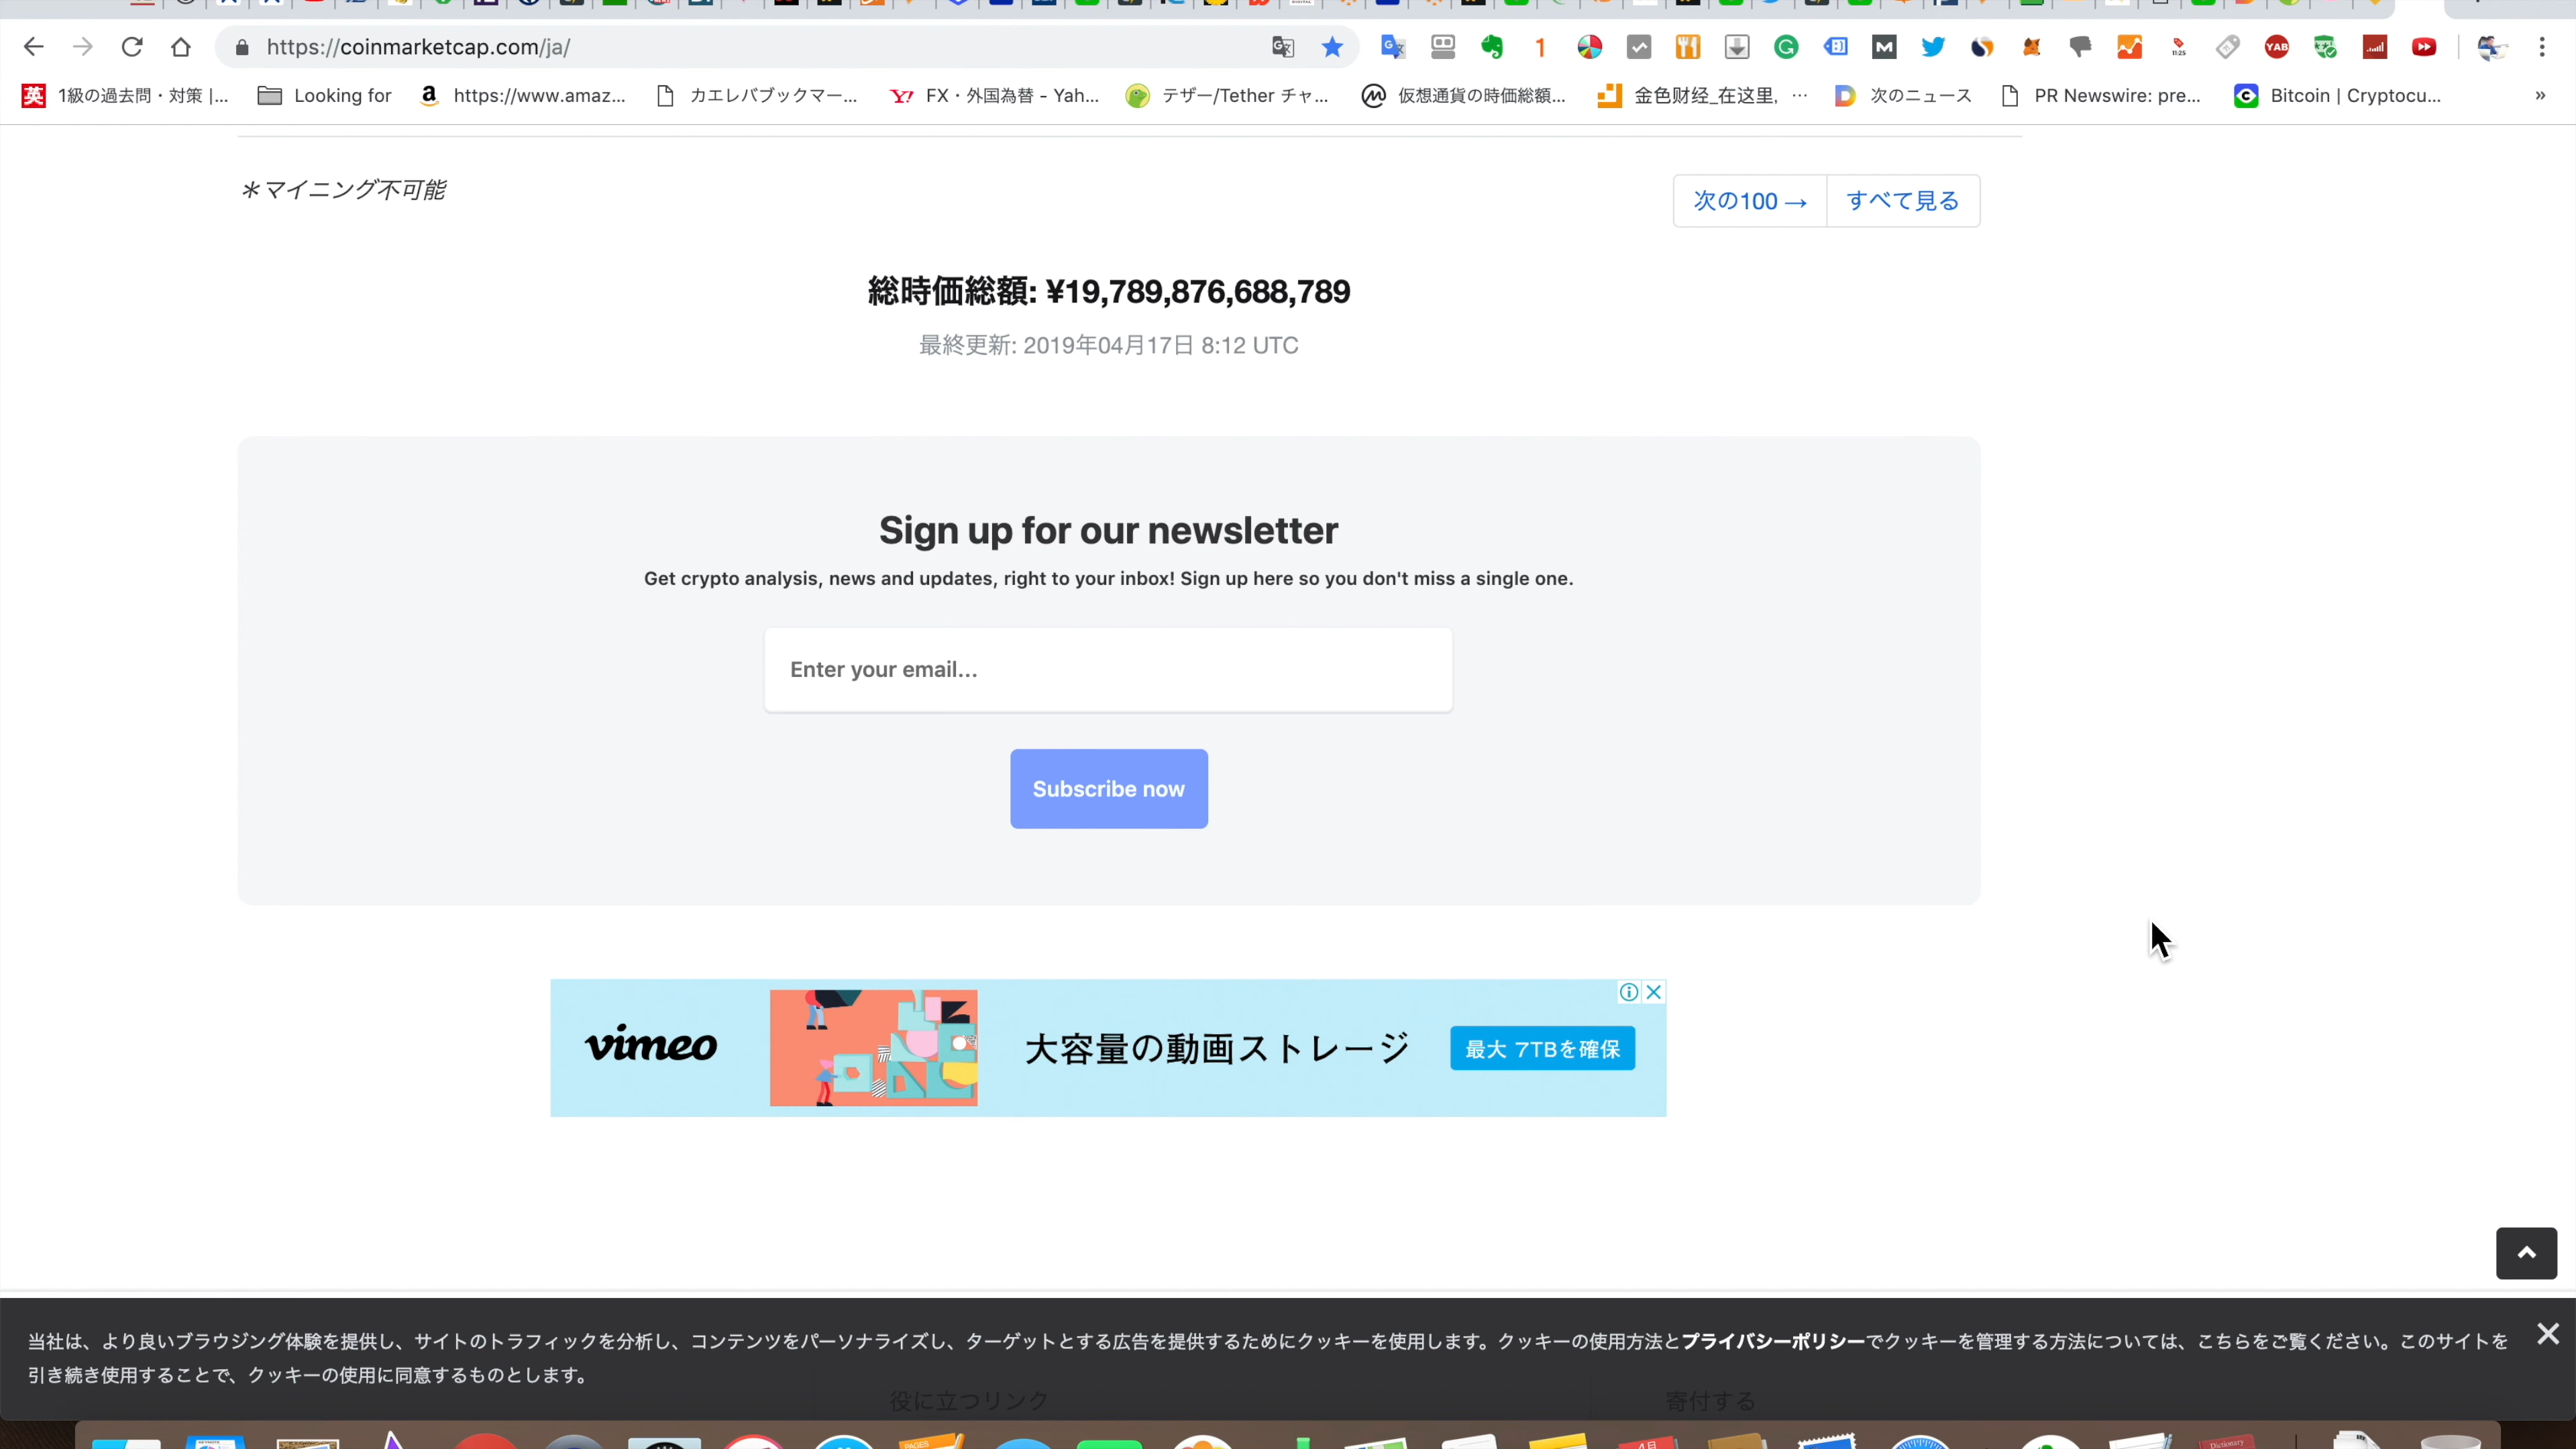 https://coinmarketcap.com/ja/
1級の過去問・対策 |...
Looking for
https://www.amaz...
カエレバブックマー...
FX・外国為替 - Yah...
テザー/Tether チャ...
仮想通貨の時価総額...
金色财经_在这里, ...
次のニュース
PR Newswire: pre...
Bitcoin | Cryptocu...
»
＊マイニング不可能
次の100 →
すべて見る
総時価総額: ¥19,789,876,688,789
最終更新: 2019年04月17日 8:12 UTC
Sign up for our newsletter
Get crypto analysis, news and updates, right to your inbox! Sign up here so you don't miss a single one.
Enter your email...
Subscribe now
vimeo
大容量の動画ストレージ
最大 7TBを確保
当社は、より良いブラウジング体験を提供し、サイトのトラフィックを分析し、コンテンツをパーソナライズし、ターゲットとする広告を提供するためにクッキーを使用します。クッキーの使用方法とプライバシーポリシーでクッキーを管理する方法については、こちらをご覧ください。このサイトを
引き続き使用することで、クッキーの使用に同意するものとします。
役に立つリンク
寄付する
PAGES
4月
Dictionary